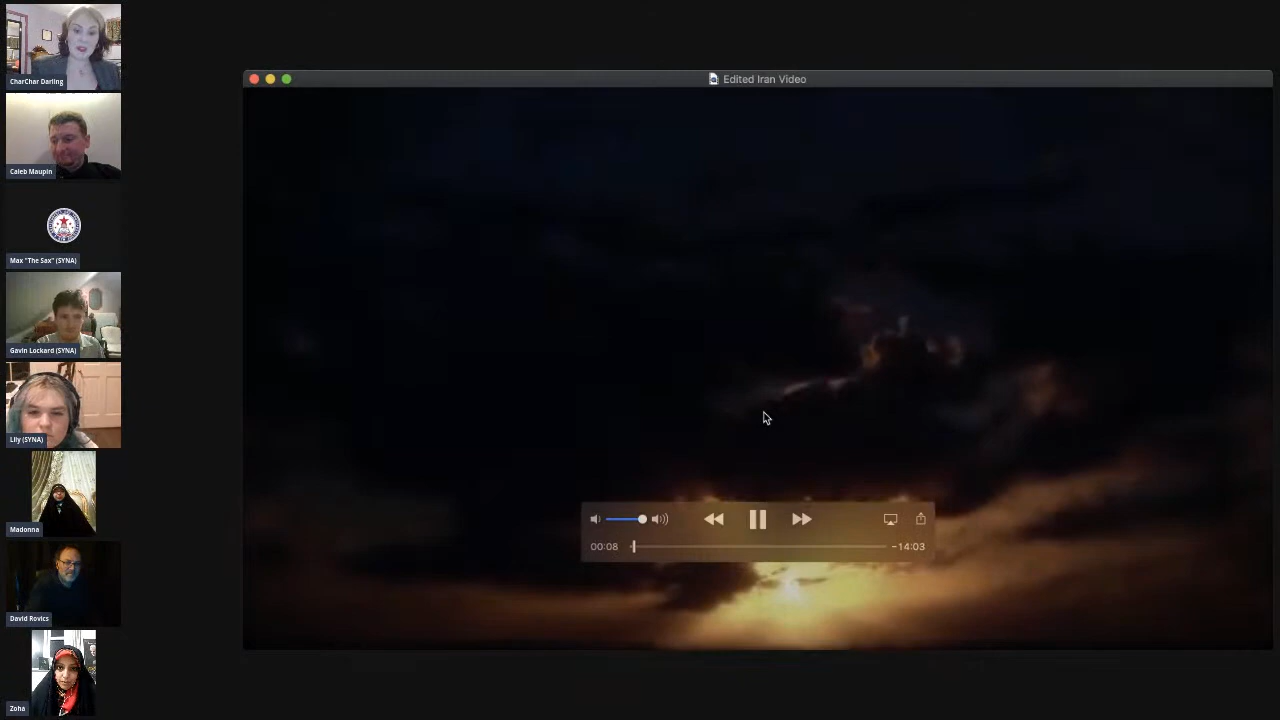 CharChar Darling
Caleb Maupin
Max "The Sax" (SYNA)
Gavin Lockard (SYNA)
Lily (SYNA)
Madonna
David Rovics
Zoha
Edited Iran Video
00:08
-14:03